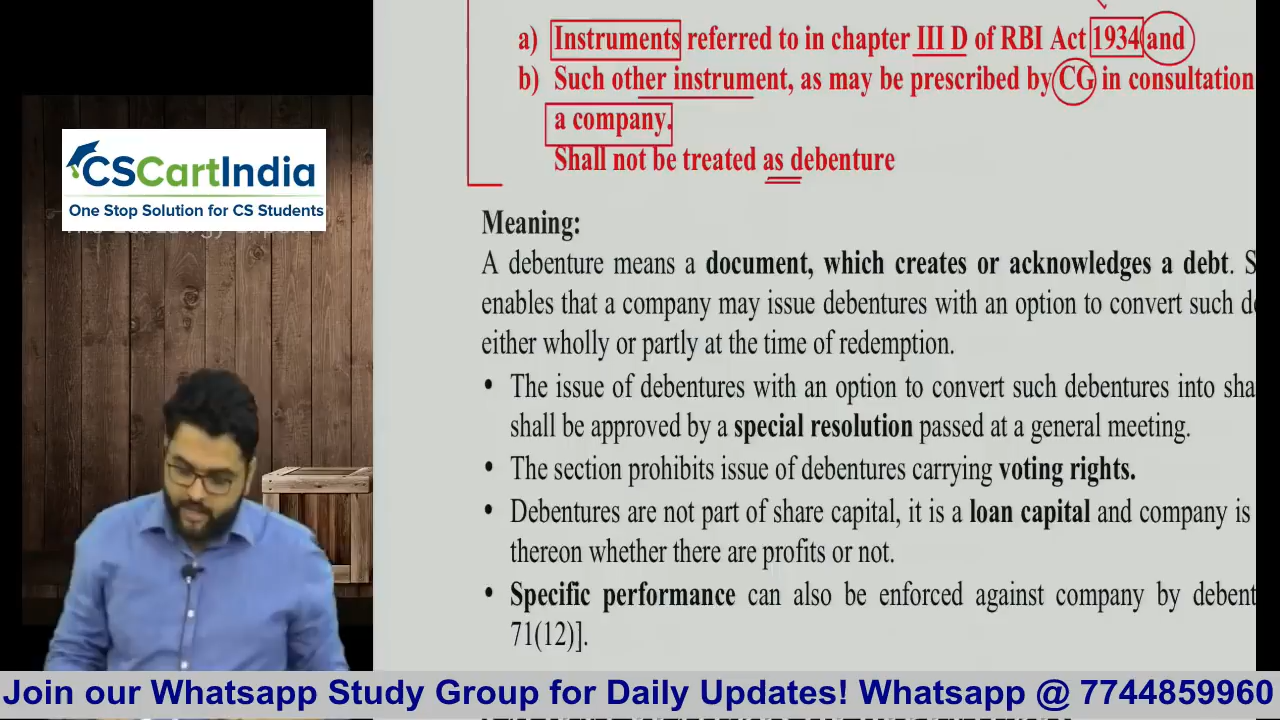 a) Instruments referred to in chapter III D of RBI Act 1934 and
b) Such other instrument, as may be prescribed by CG in consultation
a company.
Shall not be treated as debenture
CSCartIndia
One Stop Solution for CS Students
Meaning:
A debenture means a document, which creates or acknowledges a debt. S
enables that a company may issue debentures with an option to convert such de
either wholly or partly at the time of redemption.
• The issue of debentures with an option to convert such debentures into sha
shall be approved by a special resolution passed at a general meeting.
• The section prohibits issue of debentures carrying voting rights.
• Debentures are not part of share capital, it is a loan capital and company is
thereon whether there are profits or not.
• Specific performance can also be enforced against company by debent
71(12)].
Join our Whatsapp Study Group for Daily Updates! Whatsapp @ 7744859960